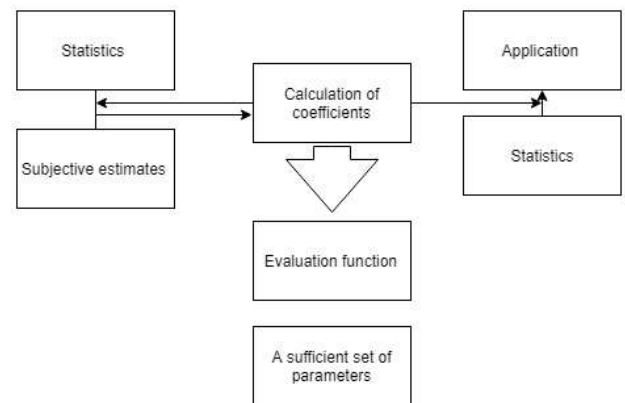 Statistics
Application
Calculation of
coefficients
Subjective estimates
Statistics
Evaluation function
A sufficient set of
parameters